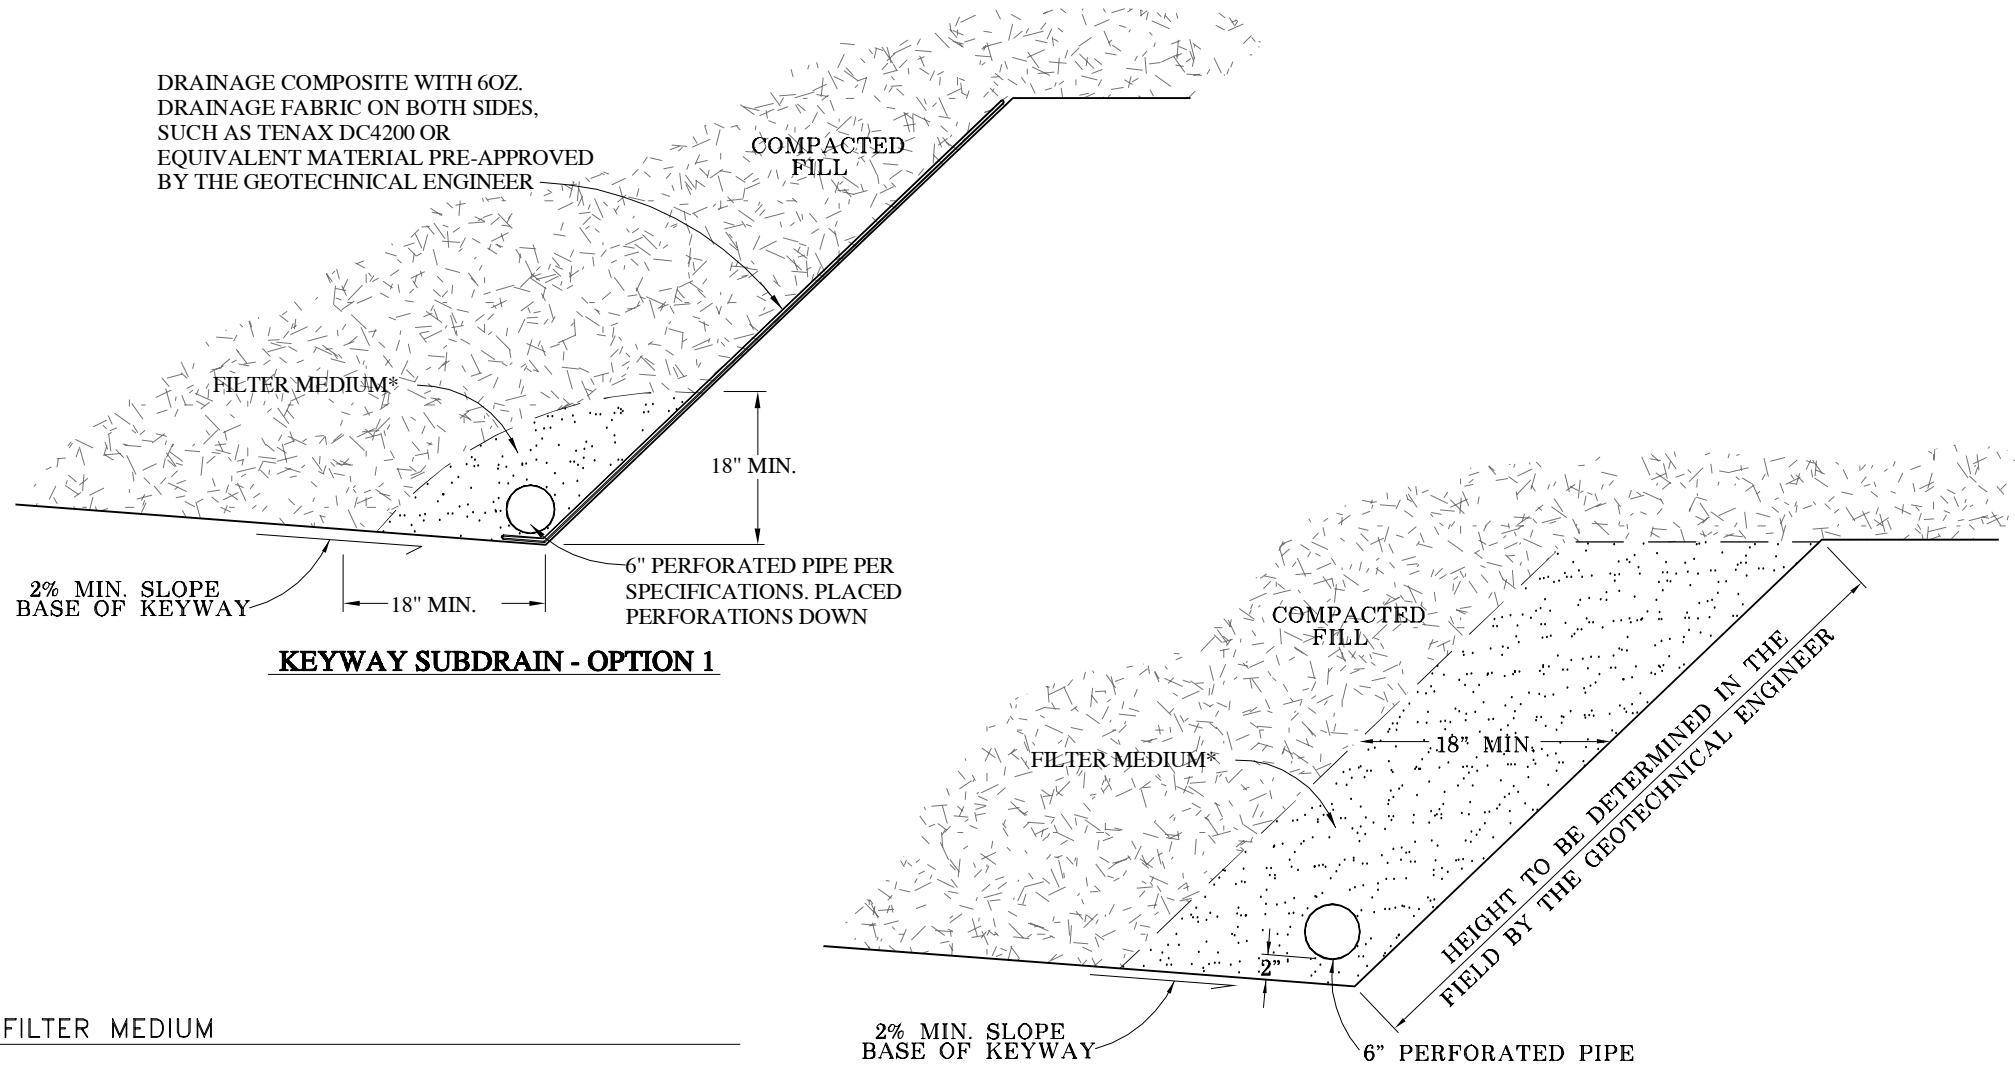 DRAINAGE COMPOSITE WITH 6OZ.
DRAINAGE FABRIC ON BOTH SIDES,
SUCH AS TENAX DC4200 OR
EQUIVALENT MATERIAL PRE-APPROVED
BY THE GEOTECHNICAL ENGINEER
COMPACTED
FILL
FILTER MEDIUM*
18" MIN.
6" PERFORATED PIPE PER
SPECIFICATIONS. PLACED
PERFORATIONS DOWN
2% MIN. SLOPE
BASE OF KEYWAY
18" MIN.
KEYWAY SUBDRAIN - OPTION 1
COMPACTED
FILL
FILTER MEDIUM*
18" MIN.
HEIGHT TO BE DETERMINED IN THE
FIELD BY THE GEOTECHNICAL ENGINEER
2"
2% MIN. SLOPE
BASE OF KEYWAY
6" PERFORATED PIPE
FILTER MEDIUM